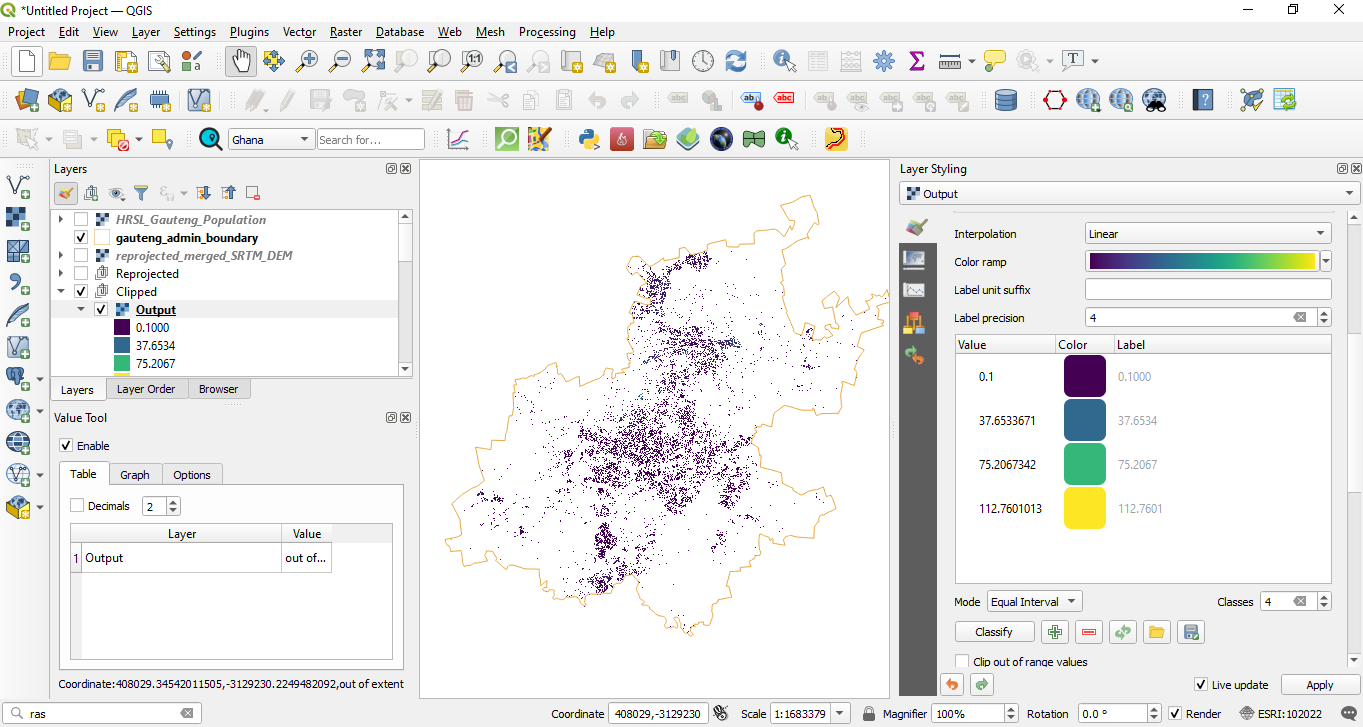 *Untitled Project — QGIS
Project Edit View Layer Settings Plugins Vector Raster Database Web Mesh Processing Help
Ghana Search for...
Layers
HRSL_Gauteng_Population
gauteng_admin_boundary
reprojected_merged_SRTM_DEM
Reprojected
Clipped
Output
0.1000
37.6534
75.2067
Layers Layer Order Browser
Value Tool
Enable
Table Graph Options
Decimals 2
Layer Value
1 Output out of...
Coordinate:408029.34542011505,-3129230.2249482092,out of extent
Layer Styling
Output
Interpolation Linear
Color ramp
Label unit suffix
Label precision 4
Value Color Label
0.1 0.1000
37.6533671 37.6534
75.2067342 75.2067
112.7601013 112.7601
Mode Equal Interval Classes 4
Classify
Clip out of range values
Live update Apply
ras Coordinate 408029,-3129230 Scale 1:1683379 Magnifier 100% Rotation 0.0 ° Render ESRI:102022